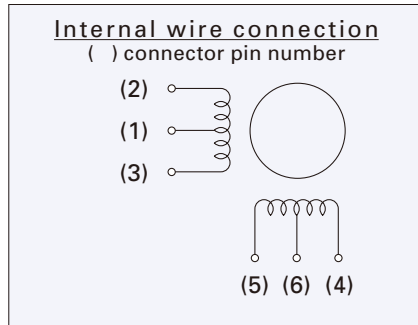 Internal wire connection
( ) connector pin number
(2)
(1)
(3)
(5) (6) (4)